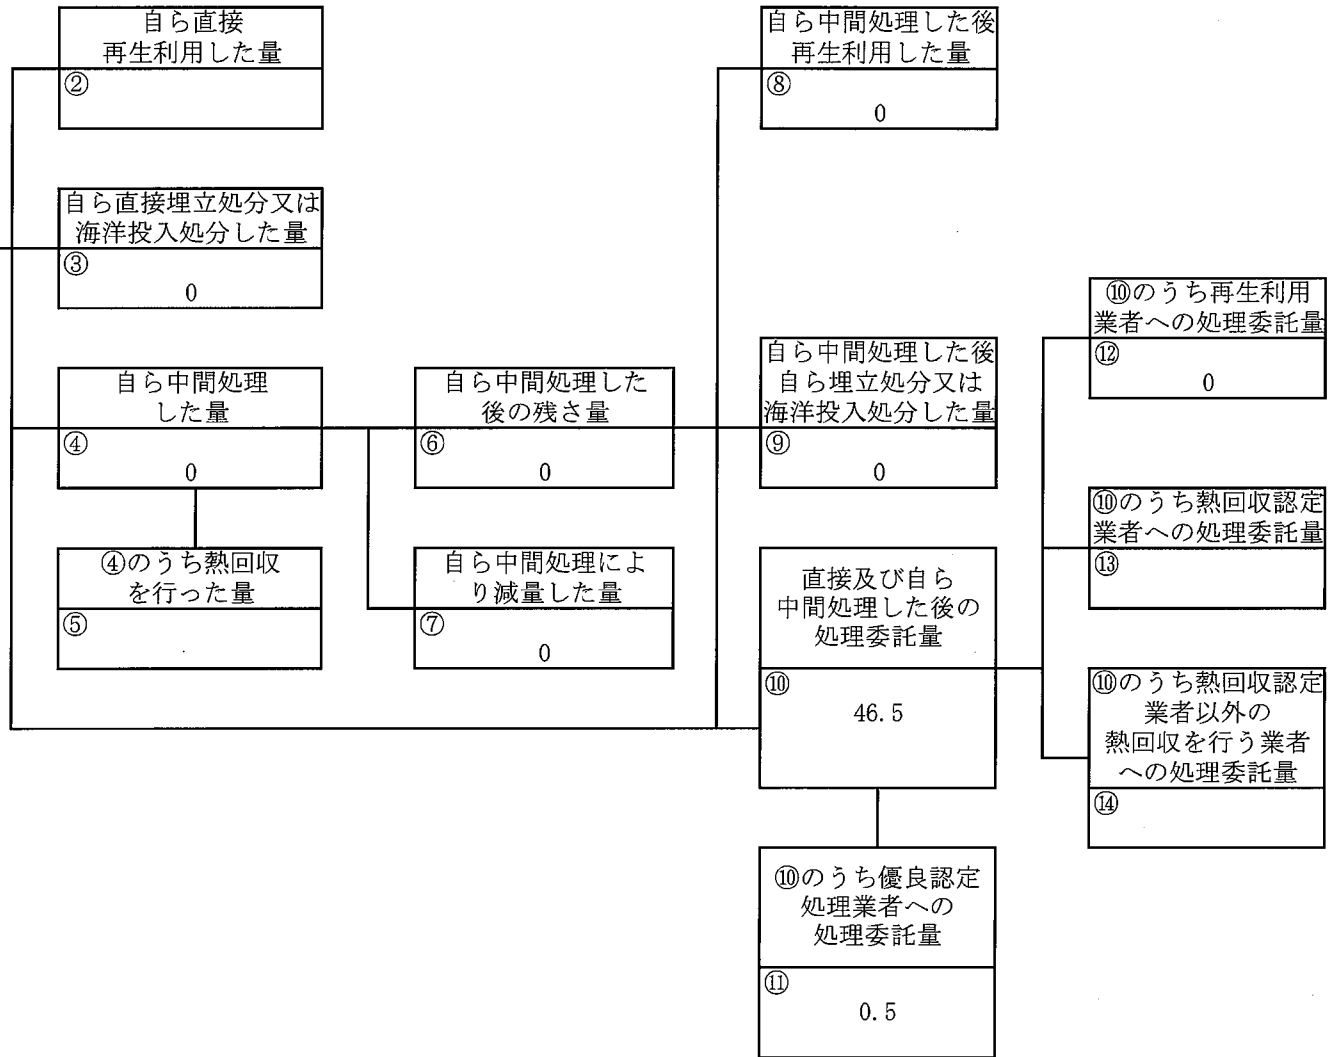 自ら直接
再生利用した量
②
自ら直接埋立処分又は
海洋投入処分した量
③
0
自ら中間処理
した量
④
0
④のうち熱回収
を行った量
⑤
自ら中間処理した
後の残さ量
⑥
0
自ら中間処理によ
り減量した量
⑦
0
自ら中間処理した後
再生利用した量
⑧
0
自ら中間処理した後
自ら埋立処分又は
海洋投入処分した量
⑨
0
直接及び自ら
中間処理した後の
処理委託量
⑩
46.5
⑩のうち優良認定
処理業者への
処理委託量
⑪
0.5
⑩のうち再生利用
業者への処理委託量
⑫
0
⑩のうち熱回収認定
業者への処理委託量
⑬
⑩のうち熱回収認定
業者以外の
熱回収を行う業者
への処理委託量
⑭